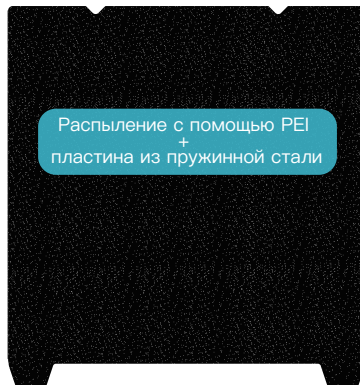 Распыление с помощью PEI
+
пластина из пружинной стали